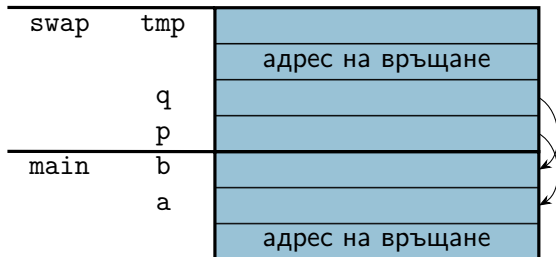 swap tmp
адрес на връщане
q
p
main b
a
адрес на връщане